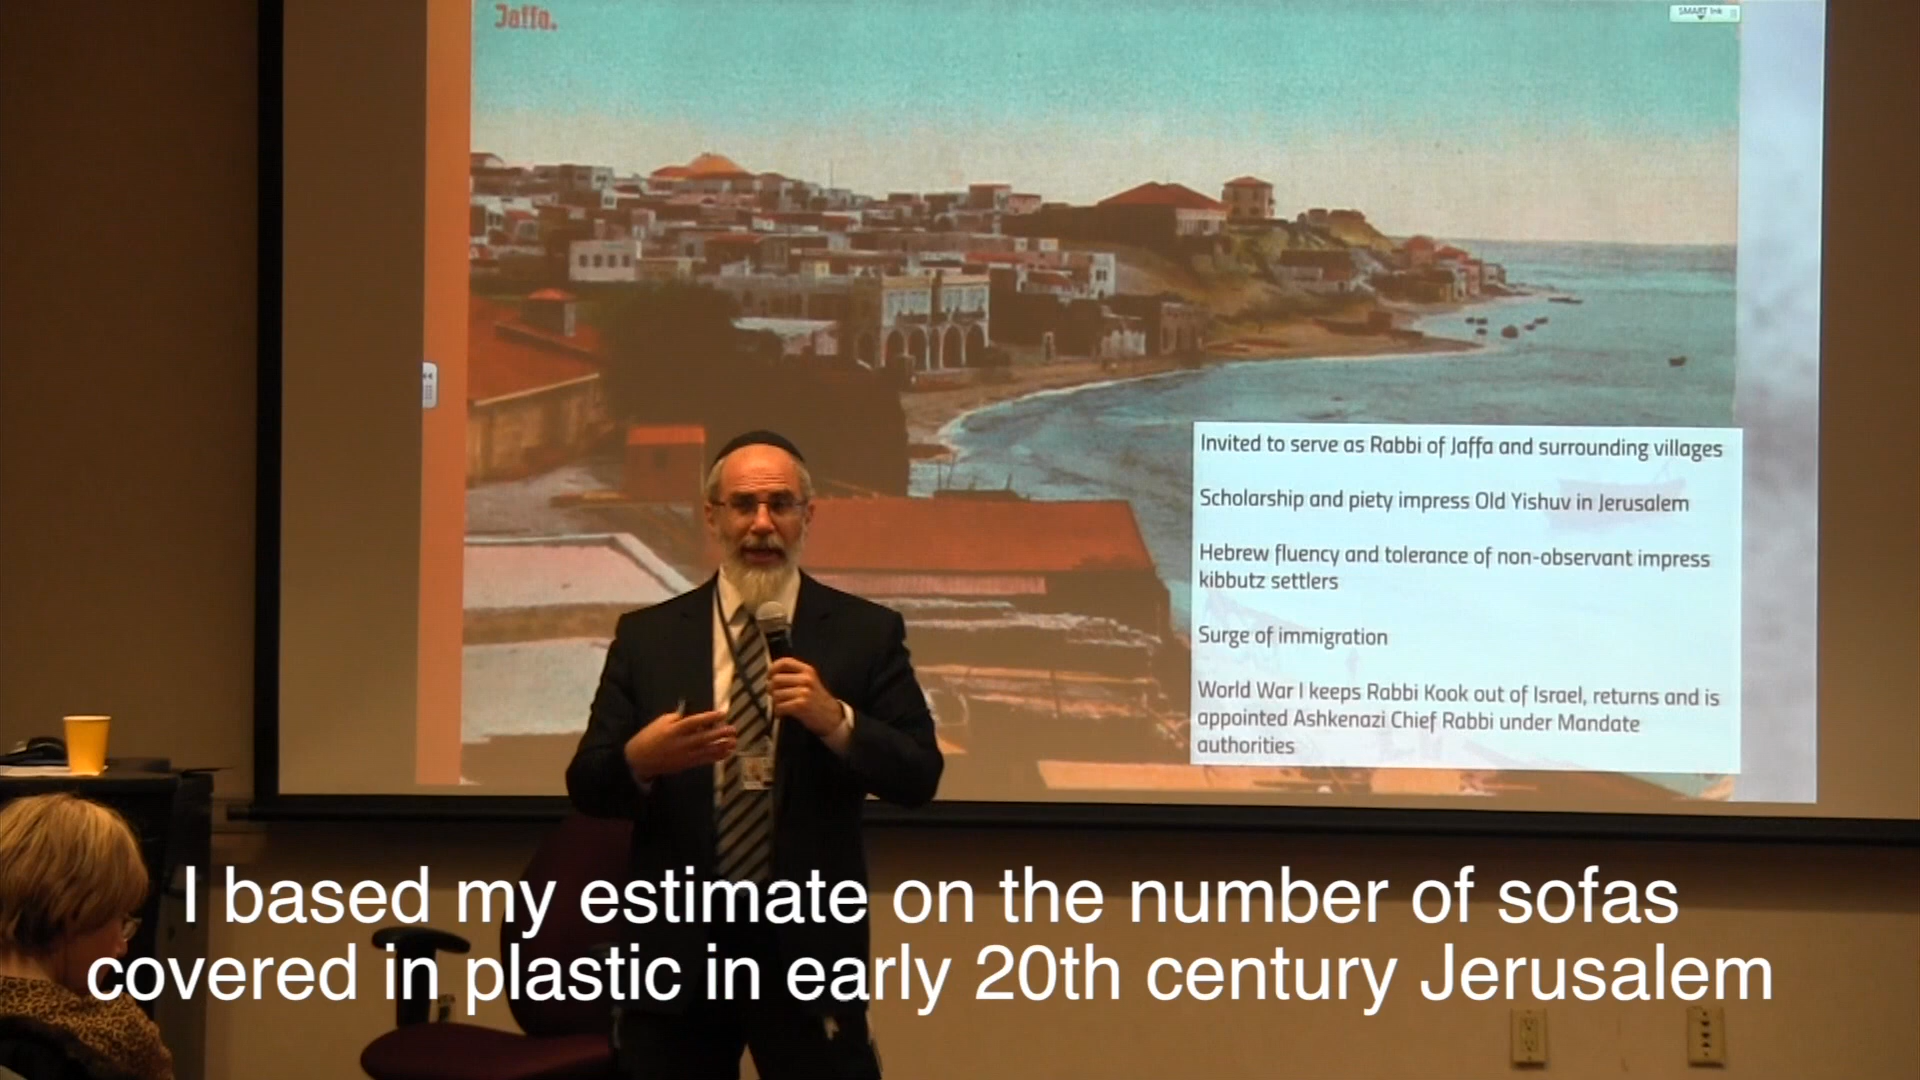 Jaffa.
SMART Ink
Invited to serve as Rabbi of Jaffa and surrounding villages
Scholarship and piety impress Old Yishuv in Jerusalem
Hebrew fluency and tolerance of non-observant impress
kibbutz settlers
Surge of immigration
World War I keeps Rabbi Kook out of Israel, returns and is
appointed Ashkenazi Chief Rabbi under Mandate
authorities
I based my estimate on the number of sofas
covered in plastic in early 20th century Jerusalem